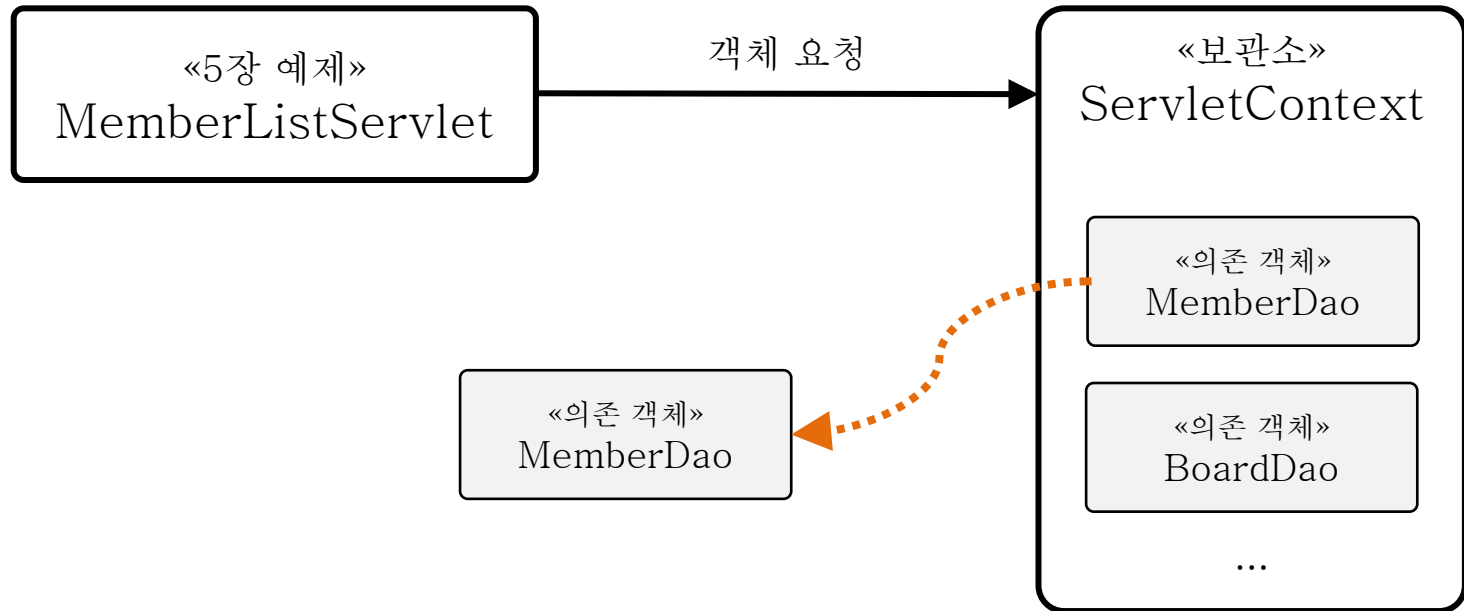 «5장 예제»
MemberListServlet
객체 요청
«보관소»
ServletContext
«의존 객체»
MemberDao
«의존 객체»
MemberDao
«의존 객체»
BoardDao
...